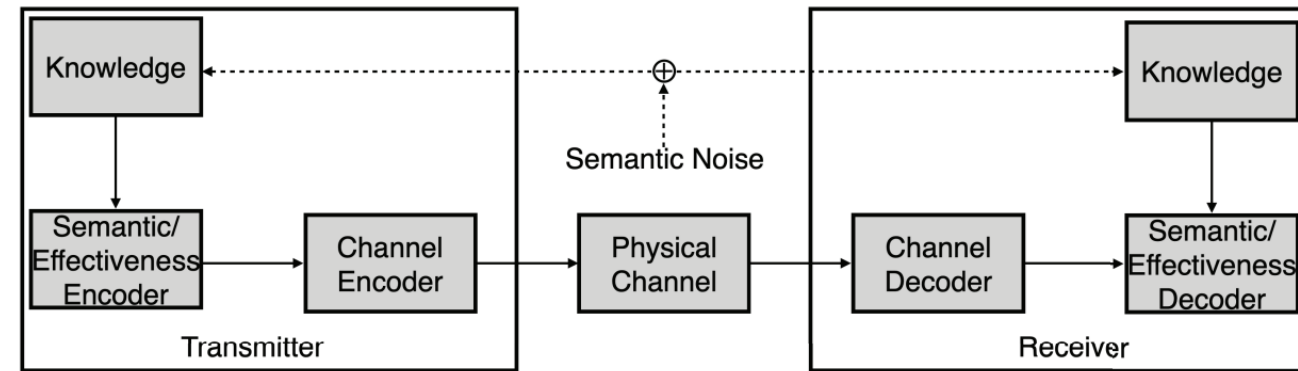 Knowledge
Knowledge
Semantic Noise
Semantic/
Effectiveness
Encoder
Channel
Encoder
Physical
Channel
Channel
Decoder
Semantic/
Effectiveness
Decoder
Transmitter
Receiver